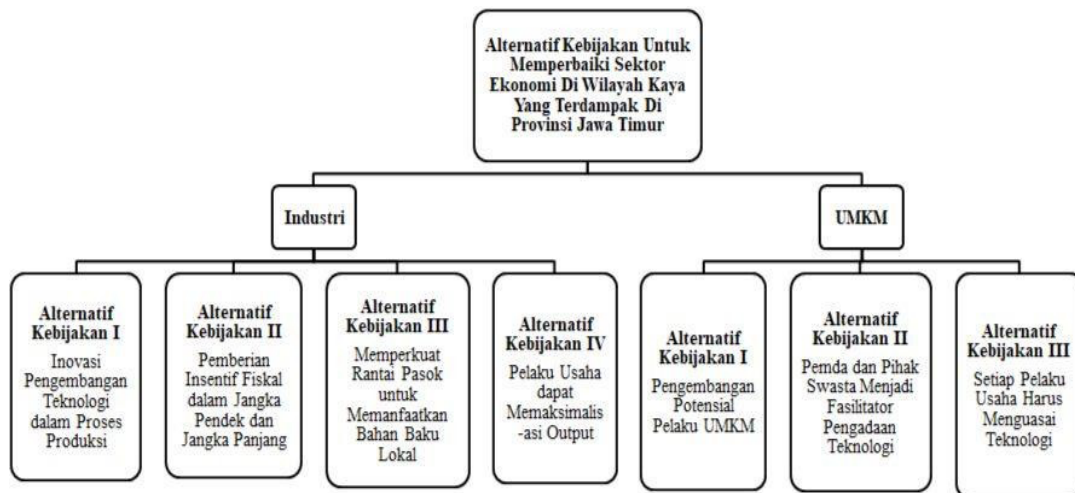 Alternatif Kebijakan Untuk
Memperbaiki Sektor
Ekonomi Di Wilayah Kaya
Yang Terdampak Di
Provinsi Jawa Timur
Industri
UMKM
Alternatif
Kebijakan I
Inovasi
Pengembangan
Teknologi
dalam Proses
Produksi
Alternatif
Kebijakan II
Pemberian
Insentif Fiskal
dalam Jangka
Pendek dan
Jangka Panjang
Alternatif
Kebijakan III
Memperkuat
Rantai Pasok
untuk
Memanfaatkan
Bahan Baku
Lokal
Alternatif
Kebijakan IV
Pelaku Usaha
dapat
Memaksimalis
-asi Output
Alternatif
Kebijakan I
Pengembangan
Potensial
Pelaku UMKM
Alternatif
Kebijakan II
Pemda dan Pihak
Swasta Menjadi
Fasilitator
Pengadaan
Teknologi
Alternatif
Kebijakan III
Setiap Pelaku
Usaha Harus
Menguasai
Teknologi